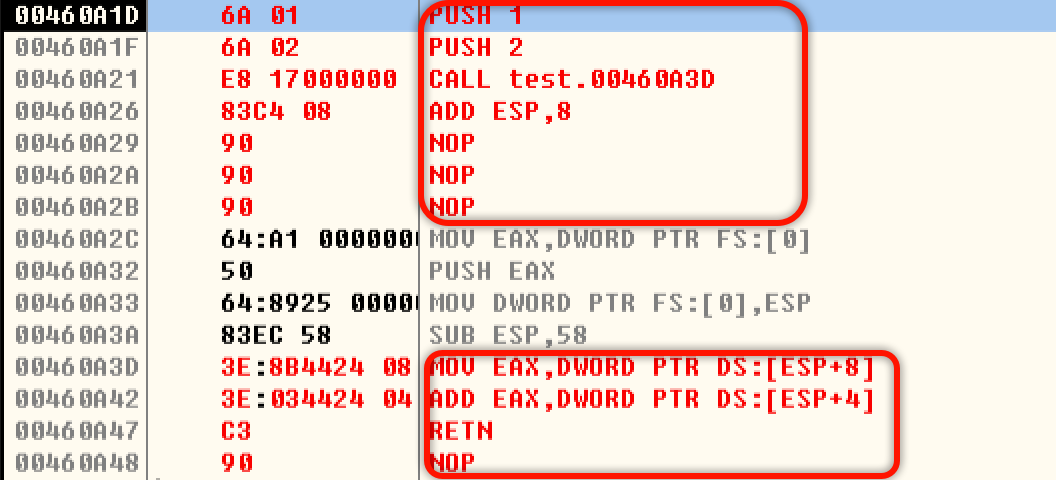 00460A1D 6A 01 PUSH 1
00460A1F 6A 02 PUSH 2
00460A21 E8 17000000 CALL test.00460A3D
00460A26 83C4 08 ADD ESP,8
00460A29 90 NOP
00460A2A 90 NOP
00460A2B 90 NOP
00460A2C 64:A1 0000000 MOV EAX,DWORD PTR FS:[0]
00460A32 50 PUSH EAX
00460A33 64:8925 0000 MOV DWORD PTR FS:[0],ESP
00460A3A 83EC 58 SUB ESP,58
00460A3D 3E:8B4424 08 MOV EAX,DWORD PTR DS:[ESP+8]
00460A42 3E:034424 04 ADD EAX,DWORD PTR DS:[ESP+4]
00460A47 C3 RETN
00460A48 90 NOP